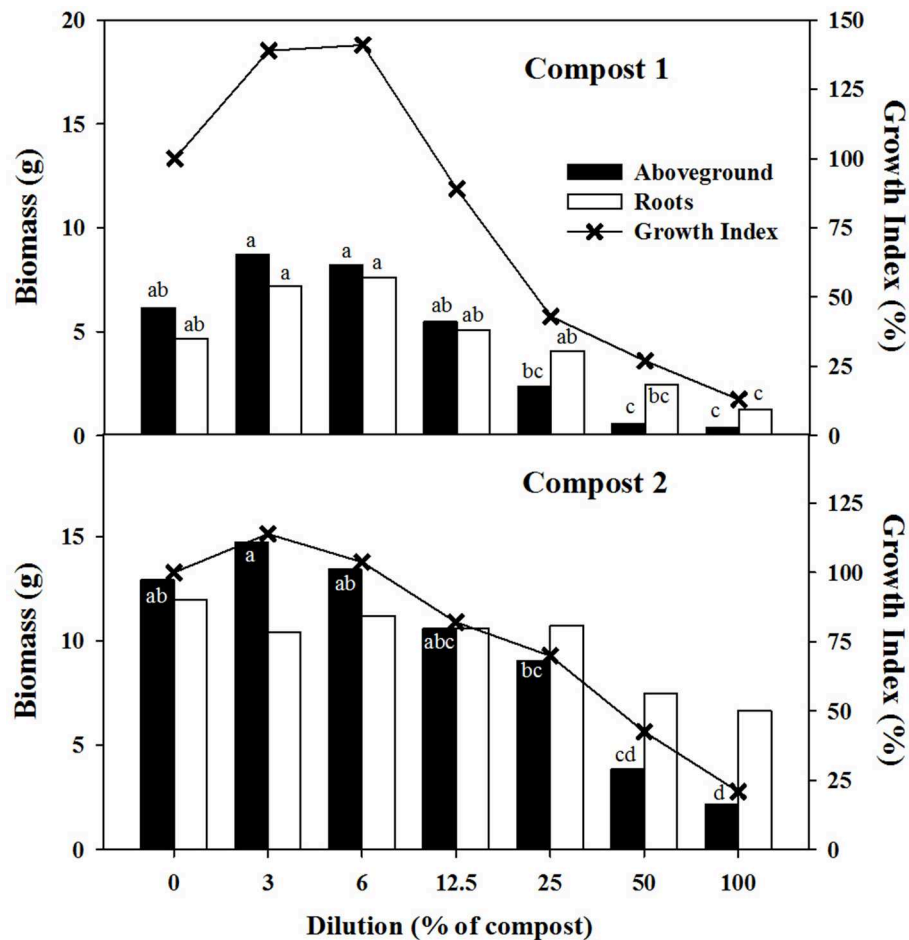 20
150
Compost 1
125
15
100
Aboveground
Roots
Growth Index
10
75
a
a
a
a
ab
ab
ab
ab
50
5
ab
bc
25
c
bc
c
c
0
0
Biomass (g)
Growth Index (%)
Compost 2
125
15
a
100
ab
ab
10
abc
75
bc
50
5
cd
25
d
0
0
Biomass (g)
Growth Index (%)
0 3 6 12.5 25 50 100
Dilution (% of compost)